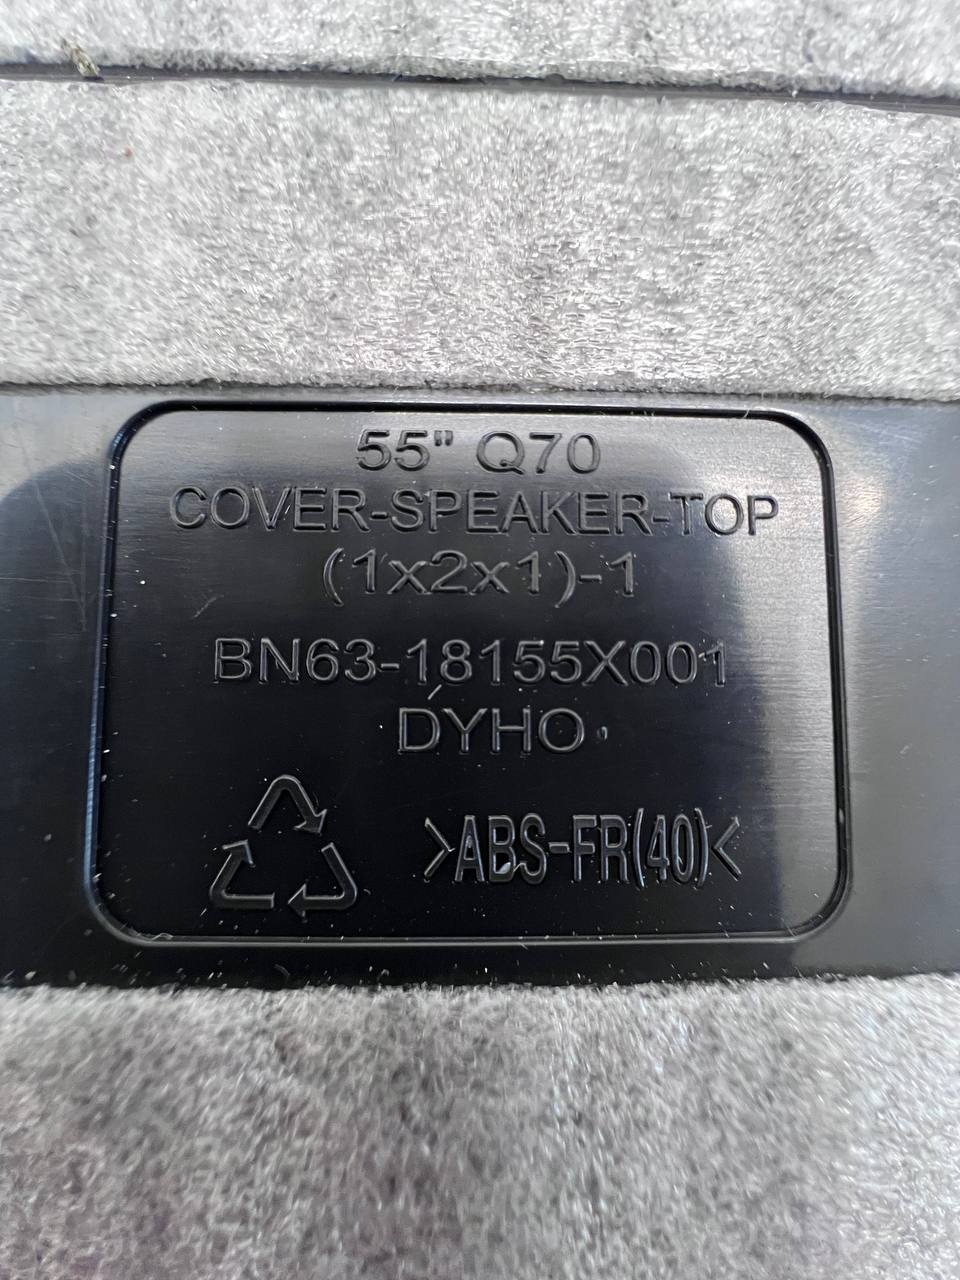 55" Q70
COVER-SPEAKER-TOP
(1x2x1)-1
BN63-18155X001
DYHO
>ABS-FR(40)<